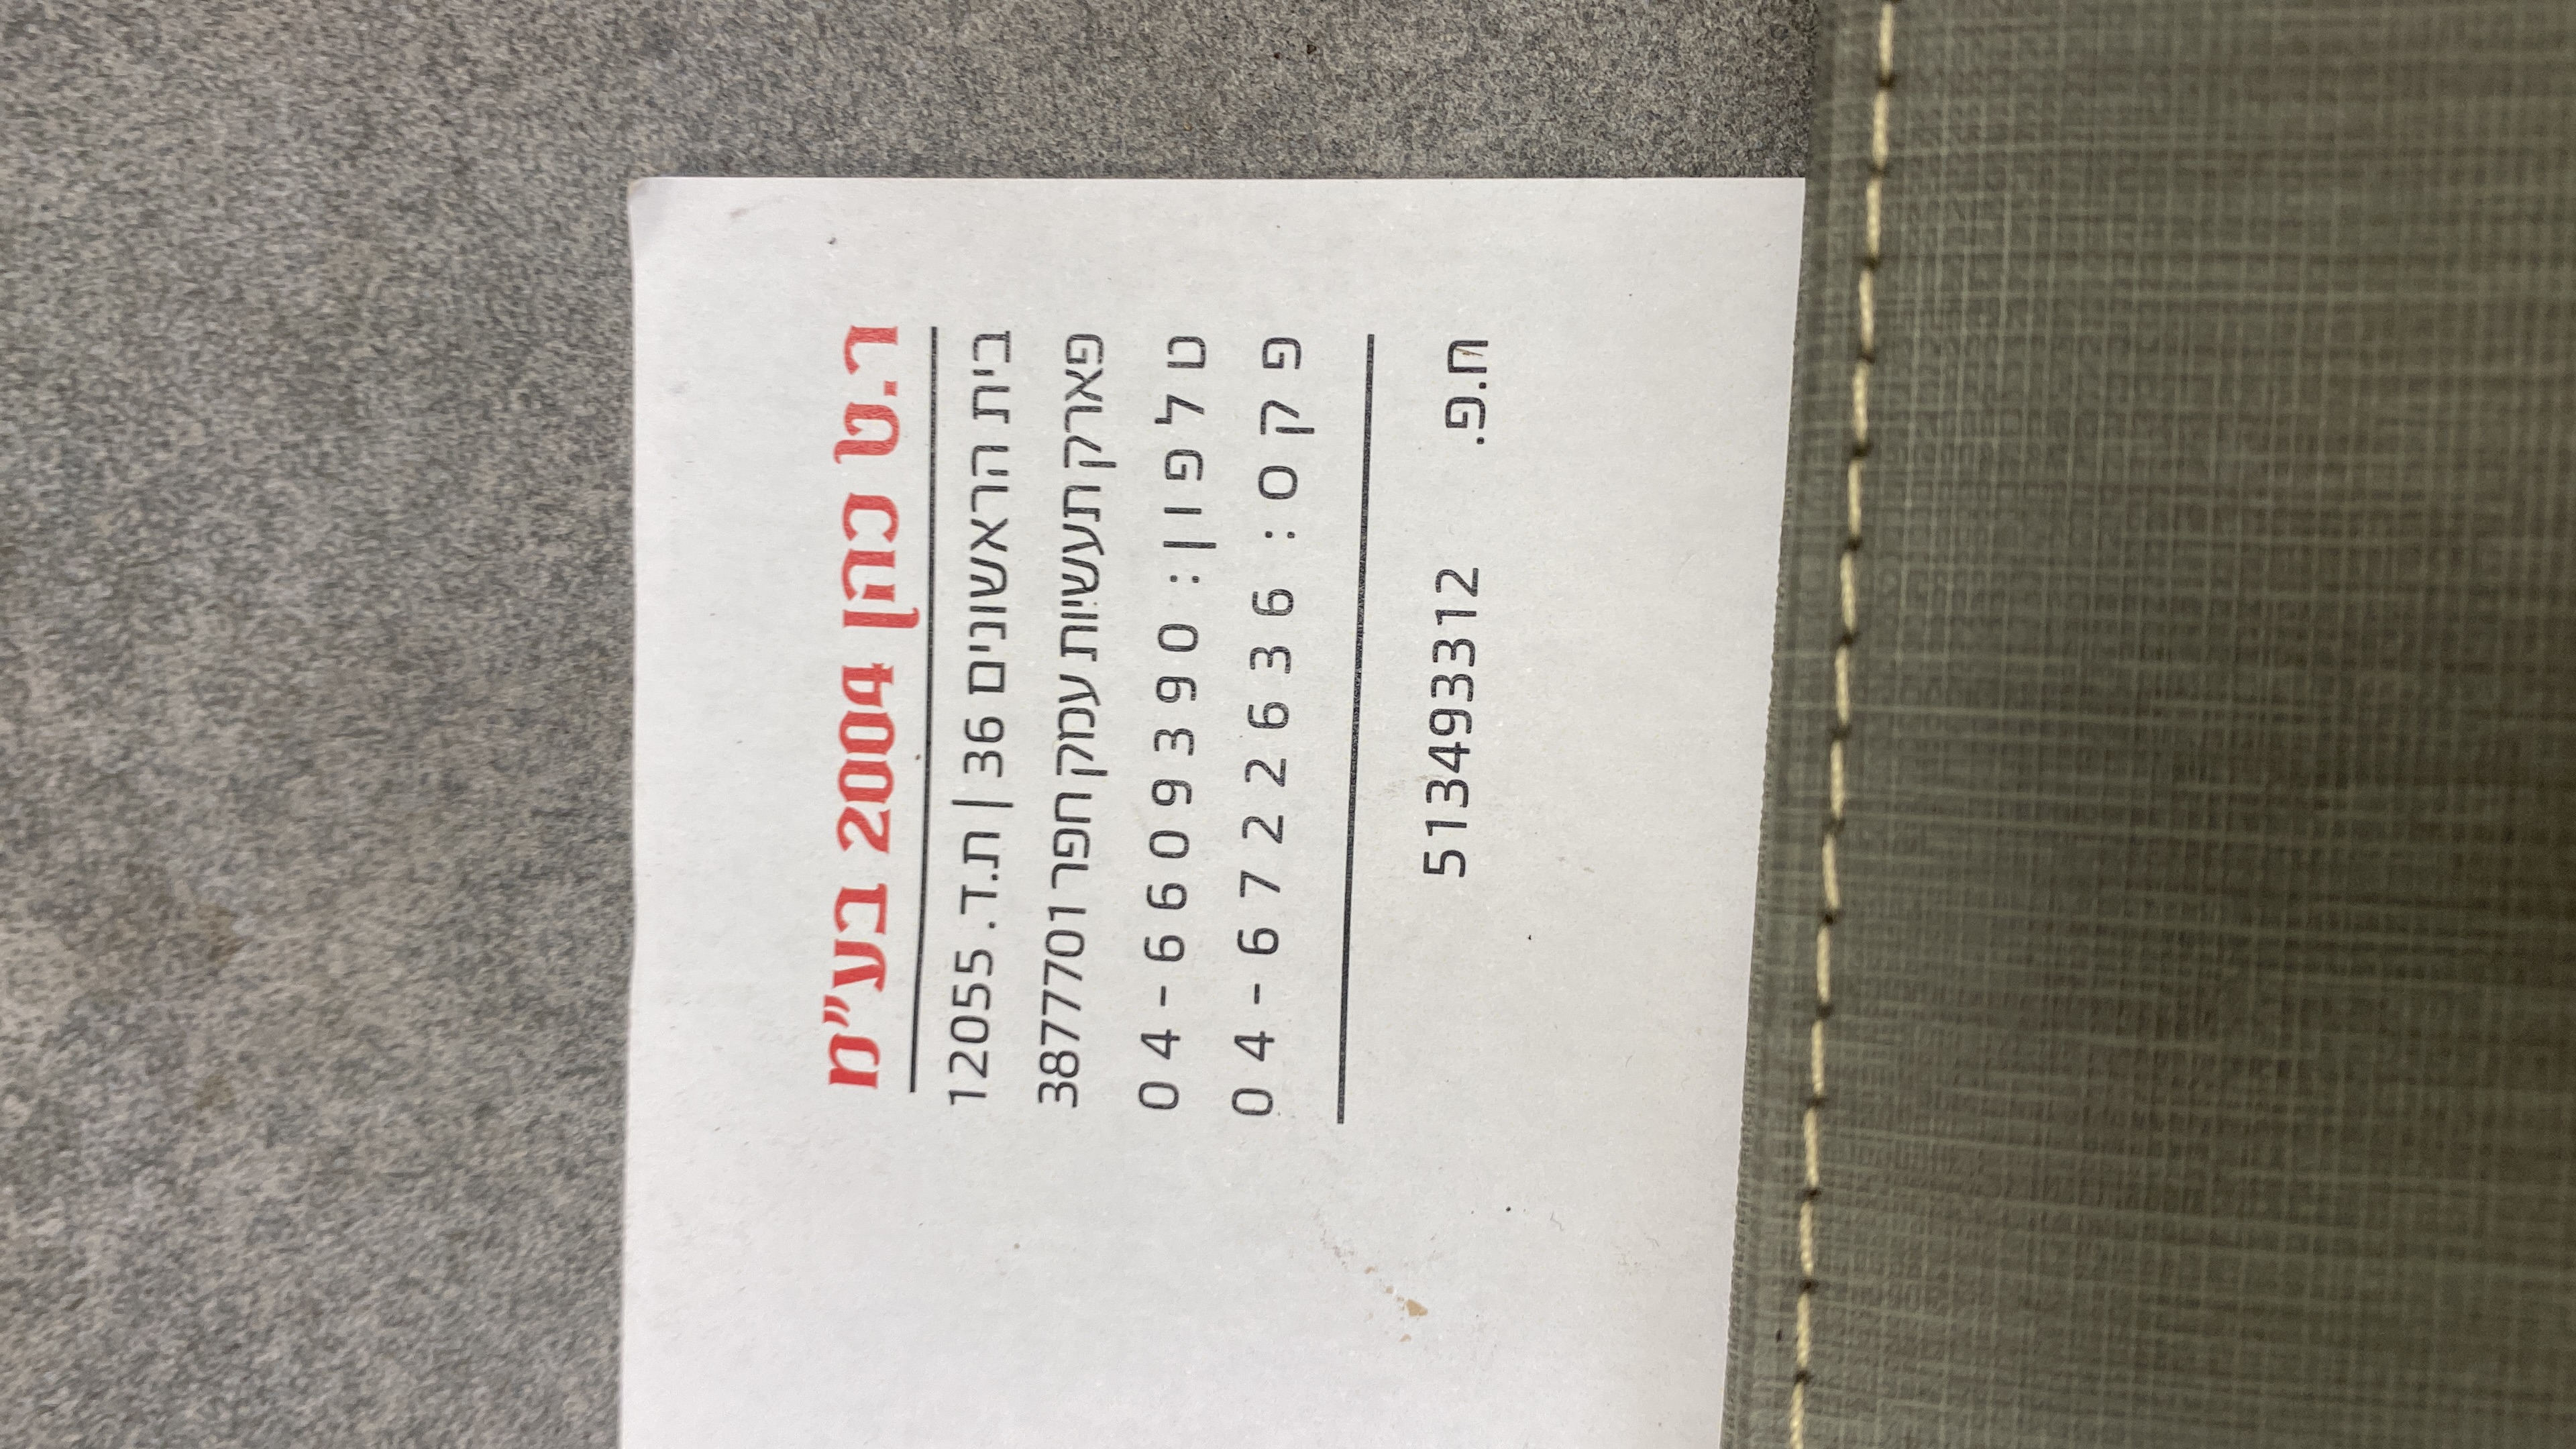 ר.ט כהן 2004 בע"מ
בית הראשונים 36 | ת.ד. 12055
פארק תעשיות עמק חפר 3877701
טלפון: 04-6609390
פקס: 04-6722636
ח.פ. 513493312